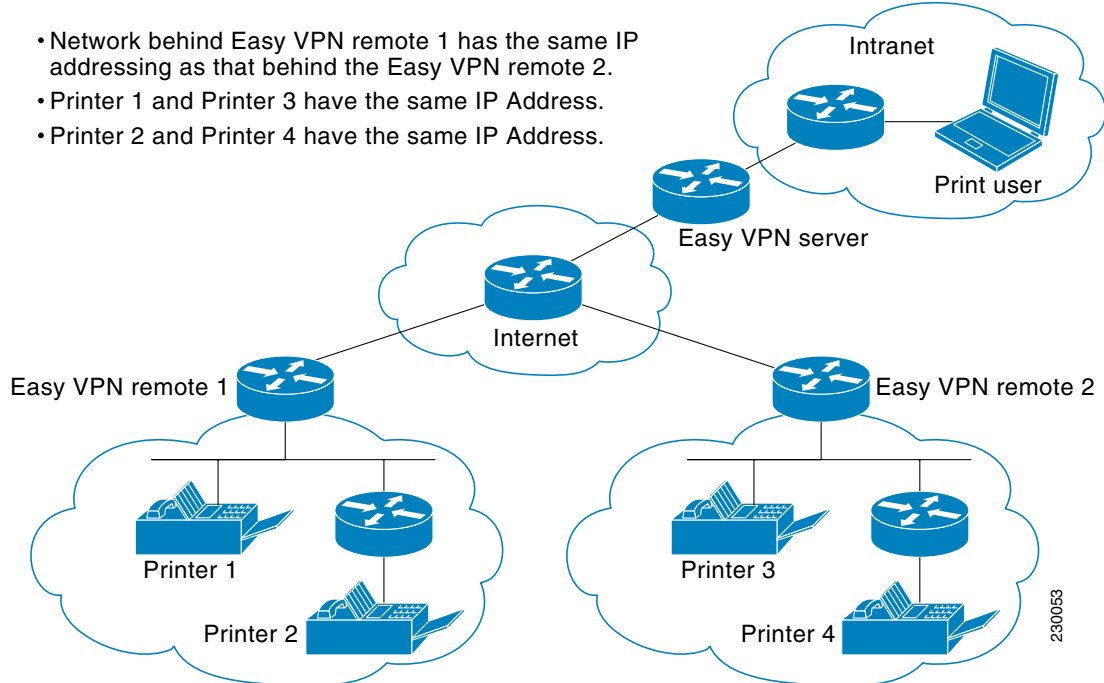 • Network behind Easy VPN remote 1 has the same IP
addressing as that behind the Easy VPN remote 2.
• Printer 1 and Printer 3 have the same IP Address.
• Printer 2 and Printer 4 have the same IP Address.
Intranet
Print user
Easy VPN server
Internet
Easy VPN remote 1
Easy VPN remote 2
Printer 1
Printer 3
Printer 2
Printer 4
230053